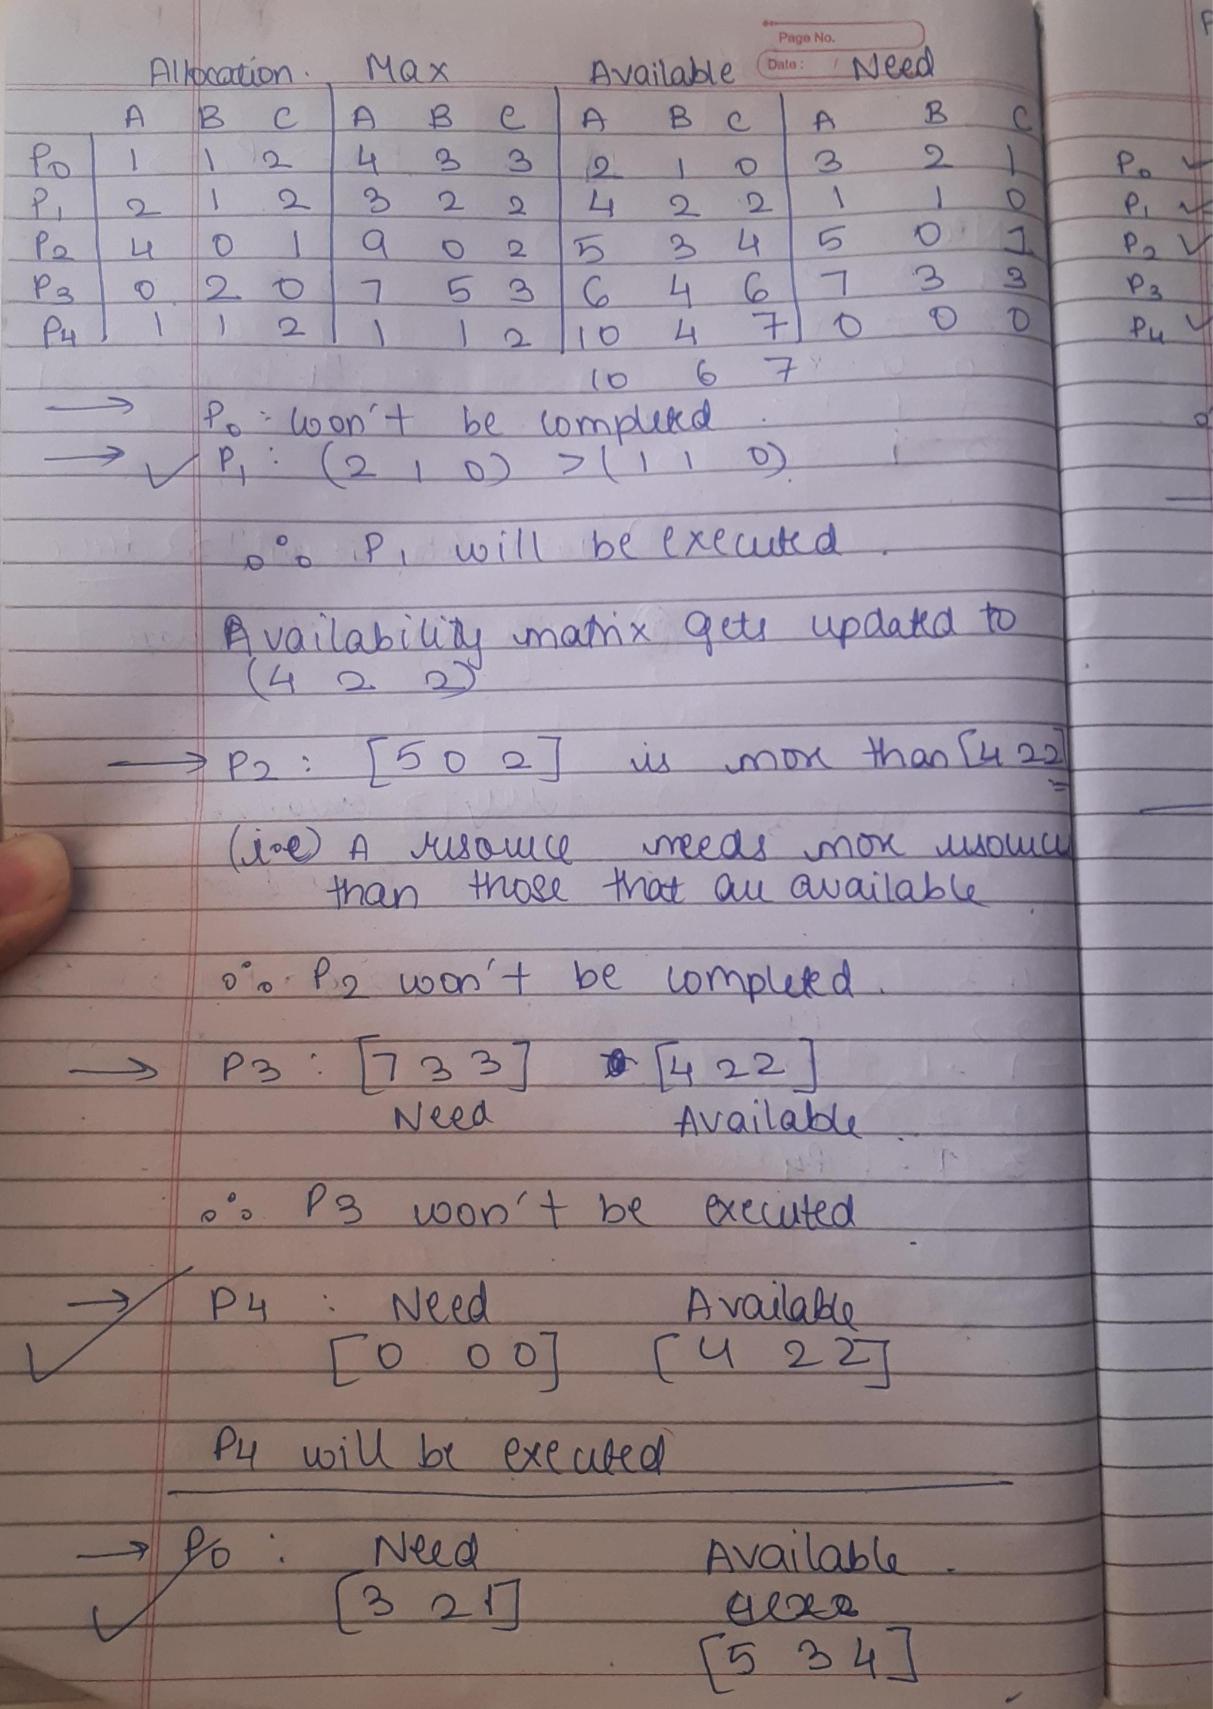 Page No.
Date: /
Allocation. Max Available Need
A B C A B C A B C A B C
P0 1 1 2 4 3 3 2 1 0 3 2 1 P0 ✓
P1 2 1 2 3 2 2 4 2 2 1 1 0 P1 ✓
P2 4 0 1 9 0 2 5 3 4 5 0 1 P2 ✓
P3 0 2 0 7 5 3 6 4 6 7 3 3 P3
P4 1 1 2 1 1 2 10 4 7 0 0 0 P4 ✓
10 6 7
→ P0 : won't be completed
→ ✓ P1 : (2 1 0) > (1 1 0)
∴ P1 will be executed.
Availability matrix gets updated to
(4 2 2)
→ P2 : [5 0 2] is more than [4 2 2]
(i.e) A resource needs more resource
than those that are available
∴ P2 won't be completed.
→ P3 : [7 3 3] [4 2 2]
Need Available
∴ P3 won't be executed
→ ✓ P4 : Need Available
[0 0 0] [4 2 2]
P4 will be executed
→ ✓ P0 : Need Available
[3 2 1]
[5 3 4]